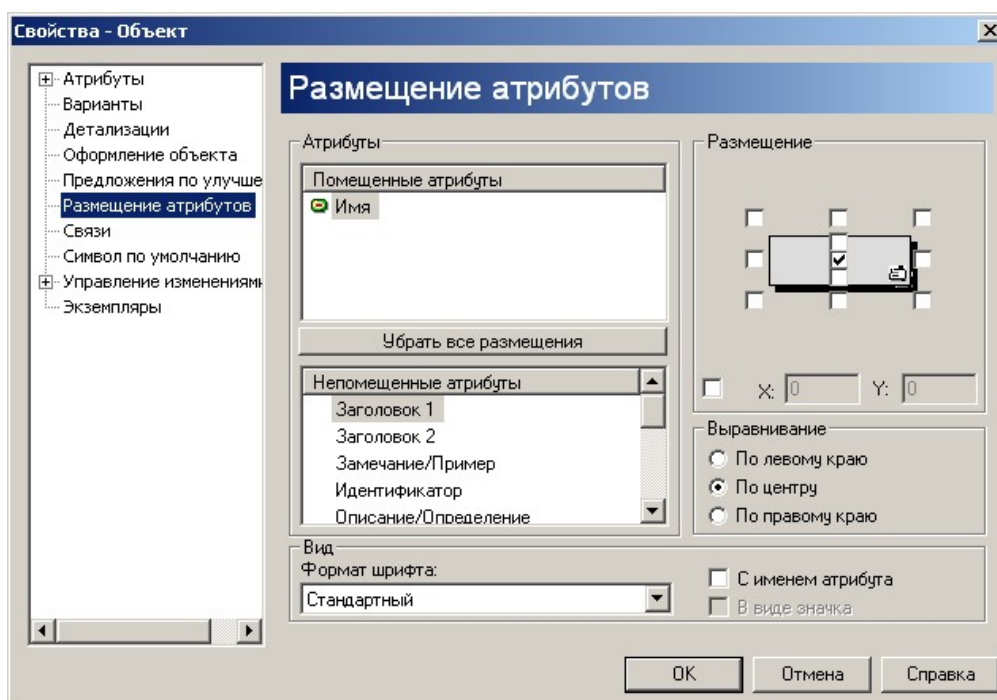 Свойства - Объект
Атрибуты
Варианты
Детализации
Оформление объекта
Предложения по улучше
Размещение атрибутов
Связи
Символ по умолчанию
Управление изменениям
Экземпляры
Размещение атрибутов
Атрибуты
Помещенные атрибуты
Имя
Убрать все размещения
Непомещенные атрибуты
Заголовок 1
Заголовок 2
Замечание/Пример
Идентификатор
Описание/Определение
Размещение
X: 0 Y: 0
Выравнивание
По левому краю
По центру
По правому краю
Вид
Формат шрифта:
Стандартный
С именем атрибута
В виде значка
OK Отмена Справка